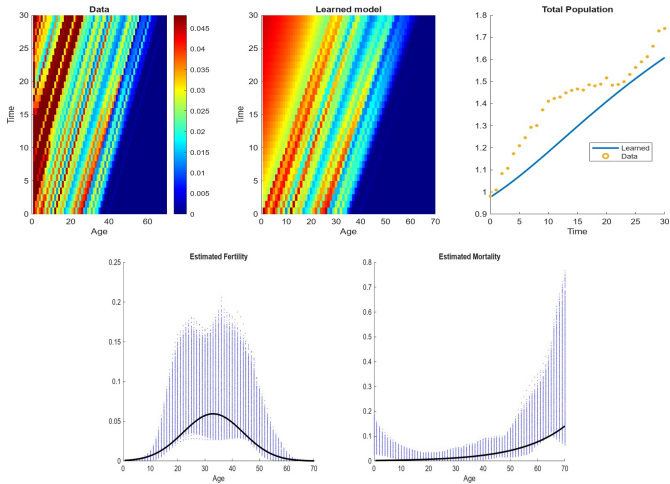 Data
Learned model
Total Population
30
25
20
15
10
5
0
Time
0
20
40
60
Age
0.045
0.04
0.035
0.03
0.025
0.02
0.015
0.01
0.005
0
30
25
20
15
10
5
0
Time
0 10 20 30 40 50 60 70
Age
1.8
1.7
1.6
1.5
1.4
1.3
1.2
1.1
1
0.9
0 5 10 15 20 25 30
Time
Learned
Data
Estimated Fertility
0.25
0.2
0.15
0.1
0.05
0
0 10 20 30 40 50 60 70
Age
Estimated Mortality
0.8
0.7
0.6
0.5
0.4
0.3
0.2
0.1
0
0 10 20 30 40 50 60 70
Age